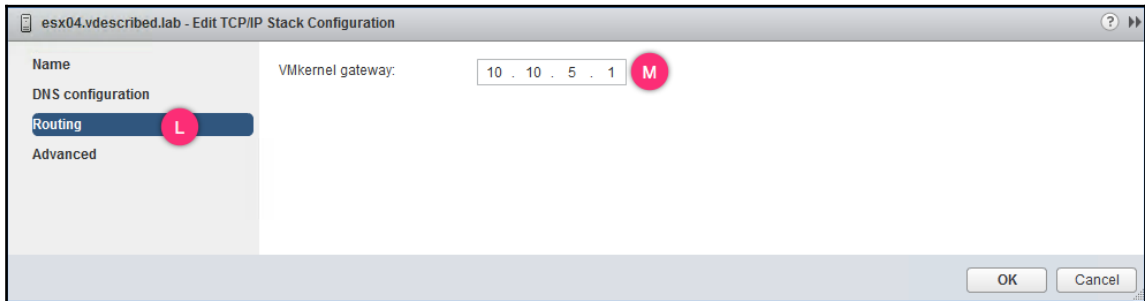 esx04.vdescribed.lab - Edit TCP/IP Stack Configuration ?
Name
VMkernel gateway: 10 . 10 . 5 . 1 M
DNS configuration
Routing L
Advanced
OK Cancel